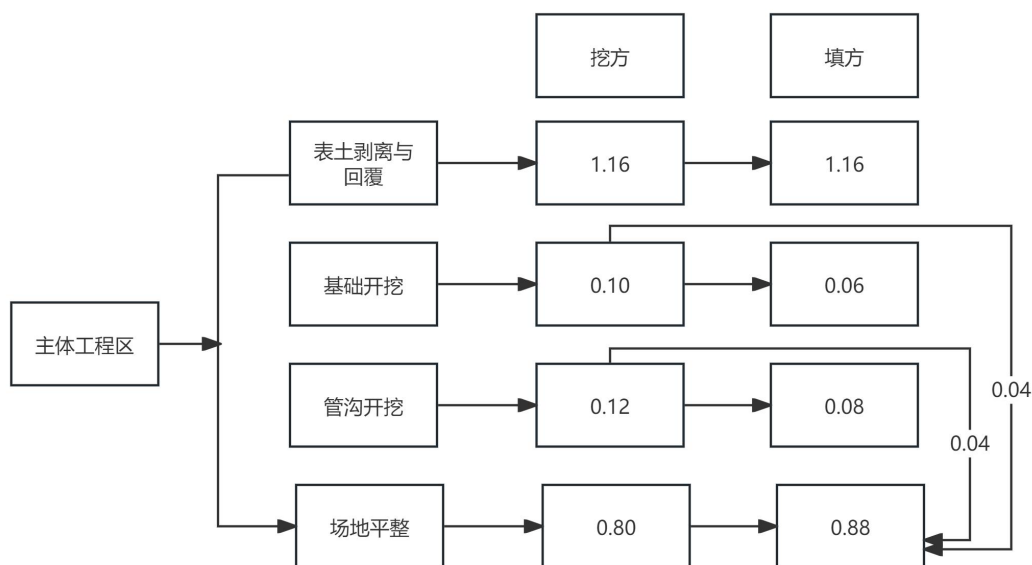 挖方
填方
表土剥离与
回覆
1.16
1.16
基础开挖
0.10
0.06
主体工程区
管沟开挖
0.12
0.08
0.04
0.04
场地平整
0.80
0.88